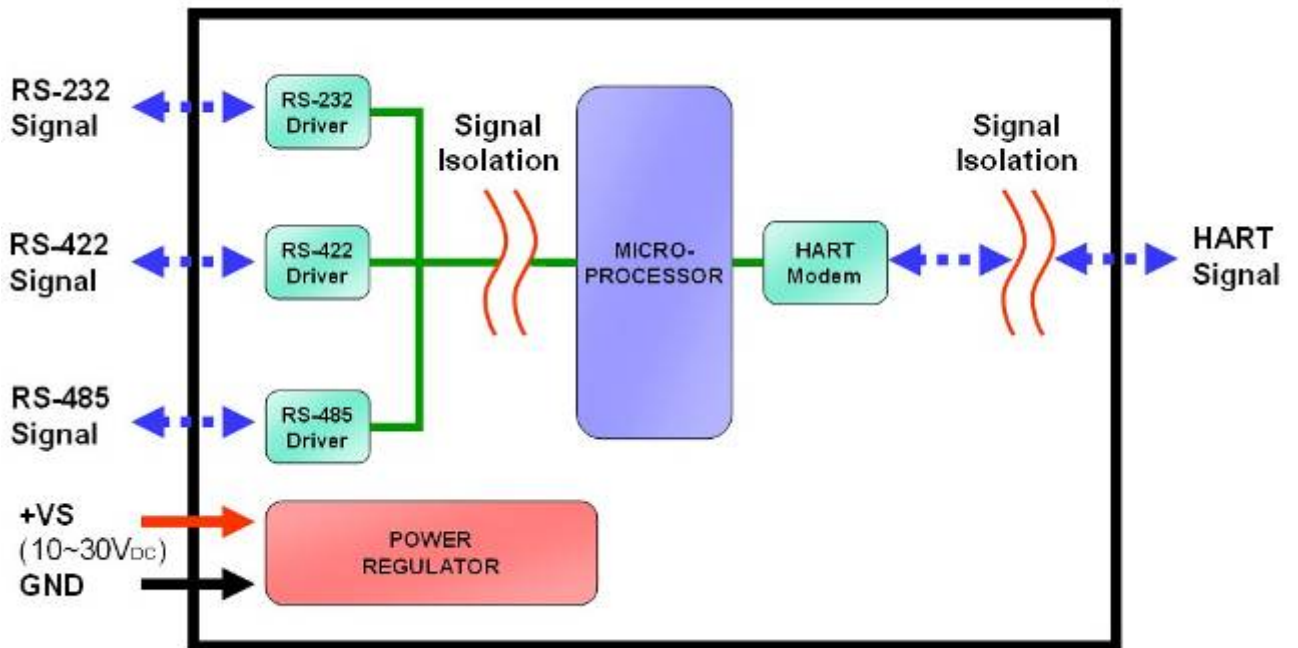 RS-232
Signal
RS-232
Driver
Signal
Isolation
MICRO-
PROCESSOR
Signal
Isolation
RS-422
Signal
RS-422
Driver
HART
Modem
HART
Signal
RS-485
Signal
RS-485
Driver
+VS
(10~30VDC)
GND
POWER
REGULATOR